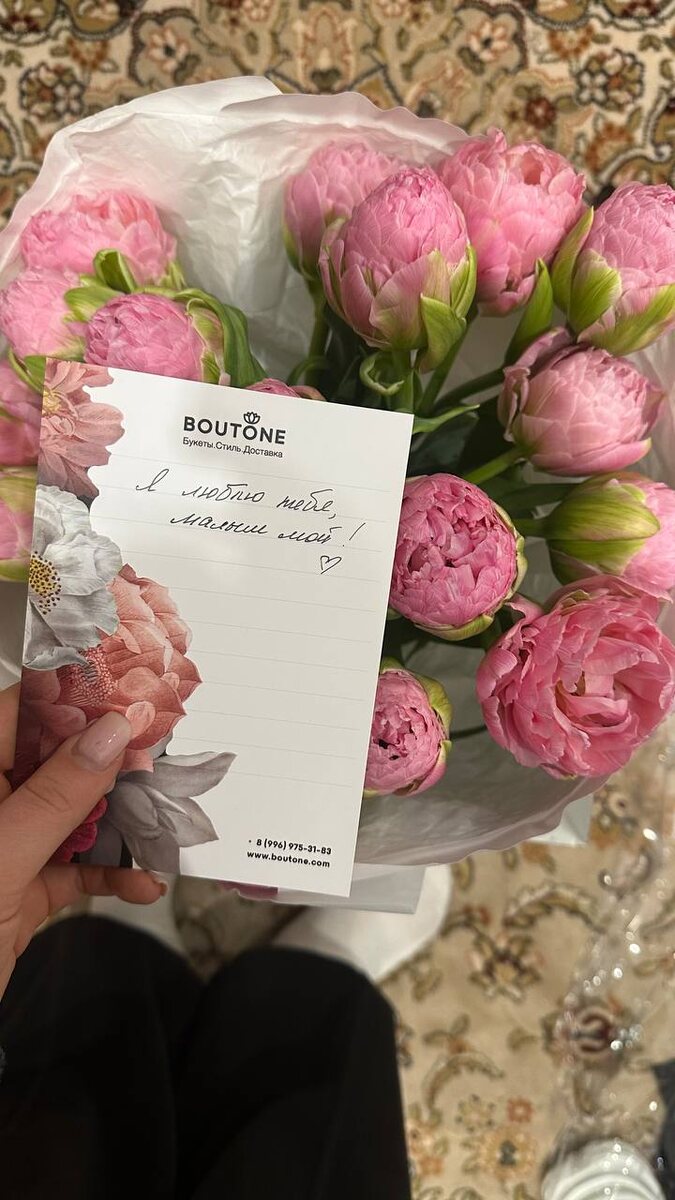 BOUTONE
Букеты.Стиль.Доставка
Я люблю тебя,
малыш мой!
8 (996) 975-31-83
www.boutone.com